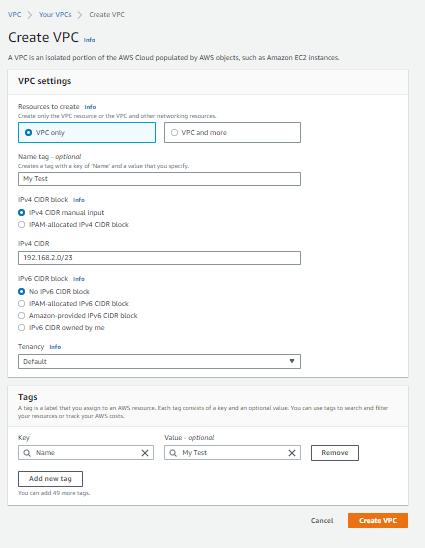 VPC > Your VPCs > Create VPC
Create VPC Info
A VPC is an isolated portion of the AWS Cloud populated by AWS objects, such as Amazon EC2 instances.
VPC settings
Resources to create Info
Create only the VPC resource or the VPC and other networking resources.
VPC only VPC and more
Name tag - optional
Creates a tag with a key of 'Name' and a value that you specify.
My Test
IPv4 CIDR block Info
IPv4 CIDR manual input
IPAM-allocated IPv4 CIDR block
IPv4 CIDR
192.168.2.0/23
IPv6 CIDR block Info
No IPv6 CIDR block
IPAM-allocated IPv6 CIDR block
Amazon-provided IPv6 CIDR block
IPv6 CIDR owned by me
Tenancy Info
Default
Tags
A tag is a label that you assign to an AWS resource. Each tag consists of a key and an optional value. You can use tags to search and filter
your resources or track your AWS costs.
Key Value - optional
Name My Test Remove
Add new tag
You can add 49 more tags.
Cancel Create VPC